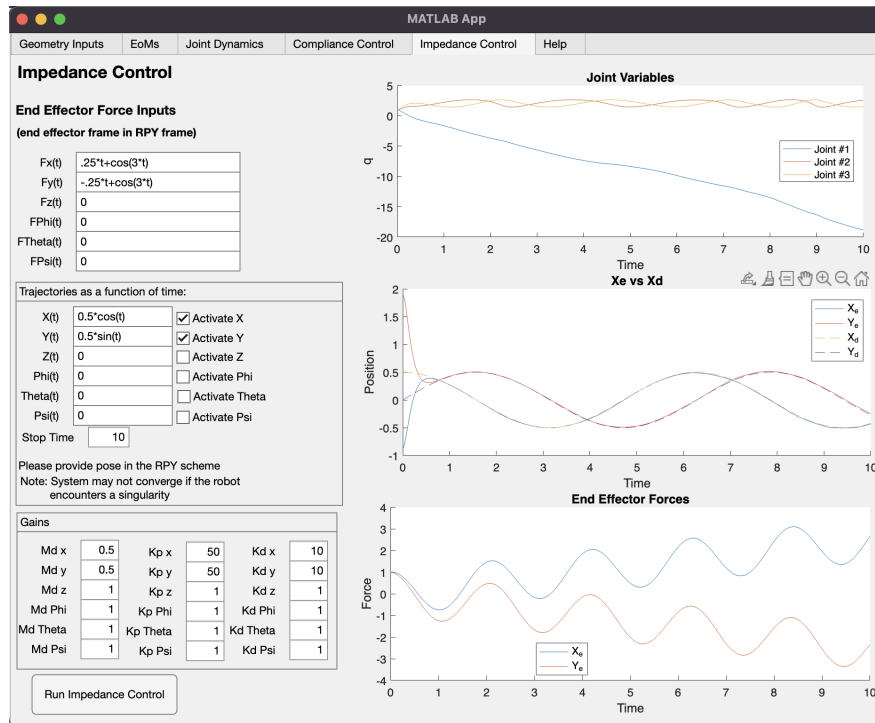 MATLAB App
Geometry Inputs EoMs Joint Dynamics Compliance Control Impedance Control Help
Impedance Control
End Effector Force Inputs
(end effector frame in RPY frame)
Fx(t) .25*t+cos(3*t)
Fy(t) -.25*t+cos(3*t)
Fz(t) 0
FPhi(t) 0
FTheta(t) 0
FPsi(t) 0
Trajectories as a function of time:
X(t) 0.5*cos(t) Activate X
Y(t) 0.5*sin(t) Activate Y
Z(t) 0 Activate Z
Phi(t) 0 Activate Phi
Theta(t) 0 Activate Theta
Psi(t) 0 Activate Psi
Stop Time 10
Please provide pose in the RPY scheme
Note: System may not converge if the robot
encounters a singularity
Gains
Md x 0.5 Kp x 50 Kd x 10
Md y 0.5 Kp y 50 Kd y 10
Md z 1 Kp z 1 Kd z 1
Md Phi 1 Kp Phi 1 Kd Phi 1
Md Theta 1 Kp Theta 1 Kd Theta 1
Md Psi 1 Kp Psi 1 Kd Psi 1
Run Impedance Control
Joint Variables
5
0
-5
-10
-15
-20
q
Joint #1
Joint #2
Joint #3
0 1 2 3 4 5 6 7 8 9 10
Time
Xe vs Xd
2
1.5
1
0.5
0
-0.5
-1
Position
Xe
Ye
Xd
Yd
0 1 2 3 4 5 6 7 8 9 10
Time
End Effector Forces
4
3
2
1
0
-1
-2
-3
-4
Force
Xe
Ye
0 1 2 3 4 5 6 7 8 9 10
Time